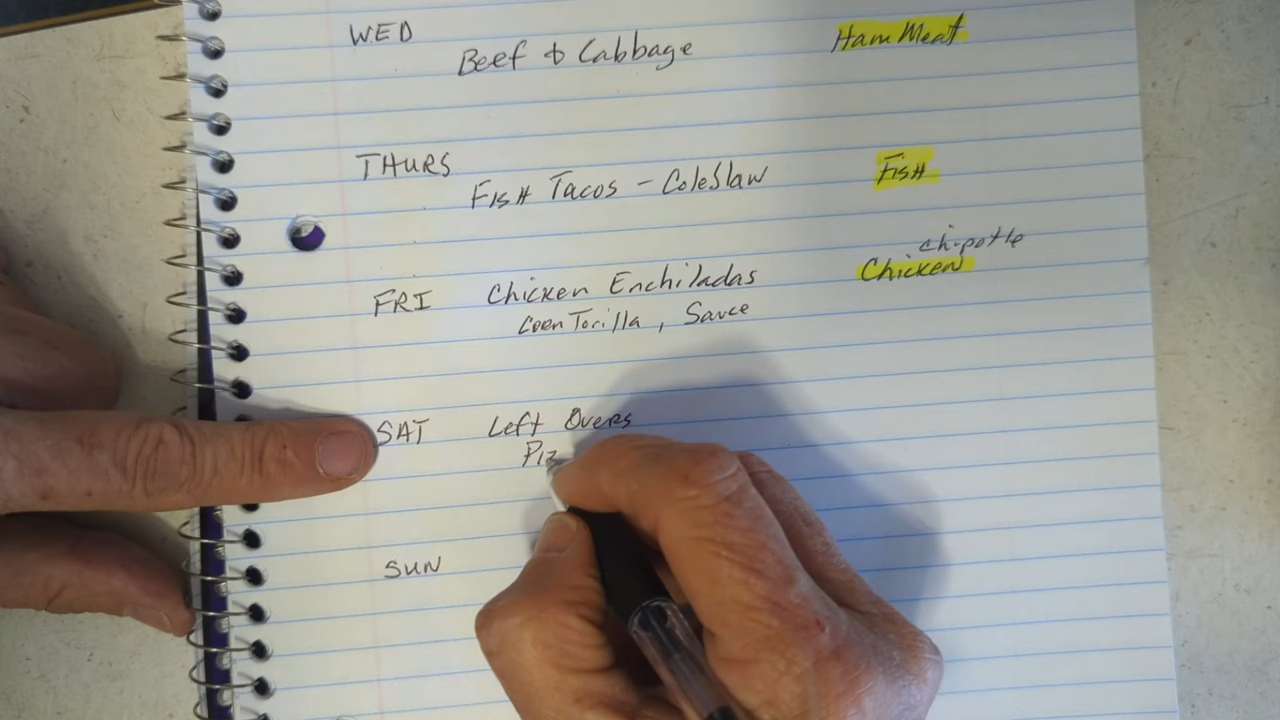 WED
Beef & Cabbage
Ham Meat
THURS
Fish Tacos - Coleslaw
Fish
chipotle
Chicken
FRI
Chicken Enchiladas
Corn Torilla, Sauce
SAT
Left Overs
Piz
SUN